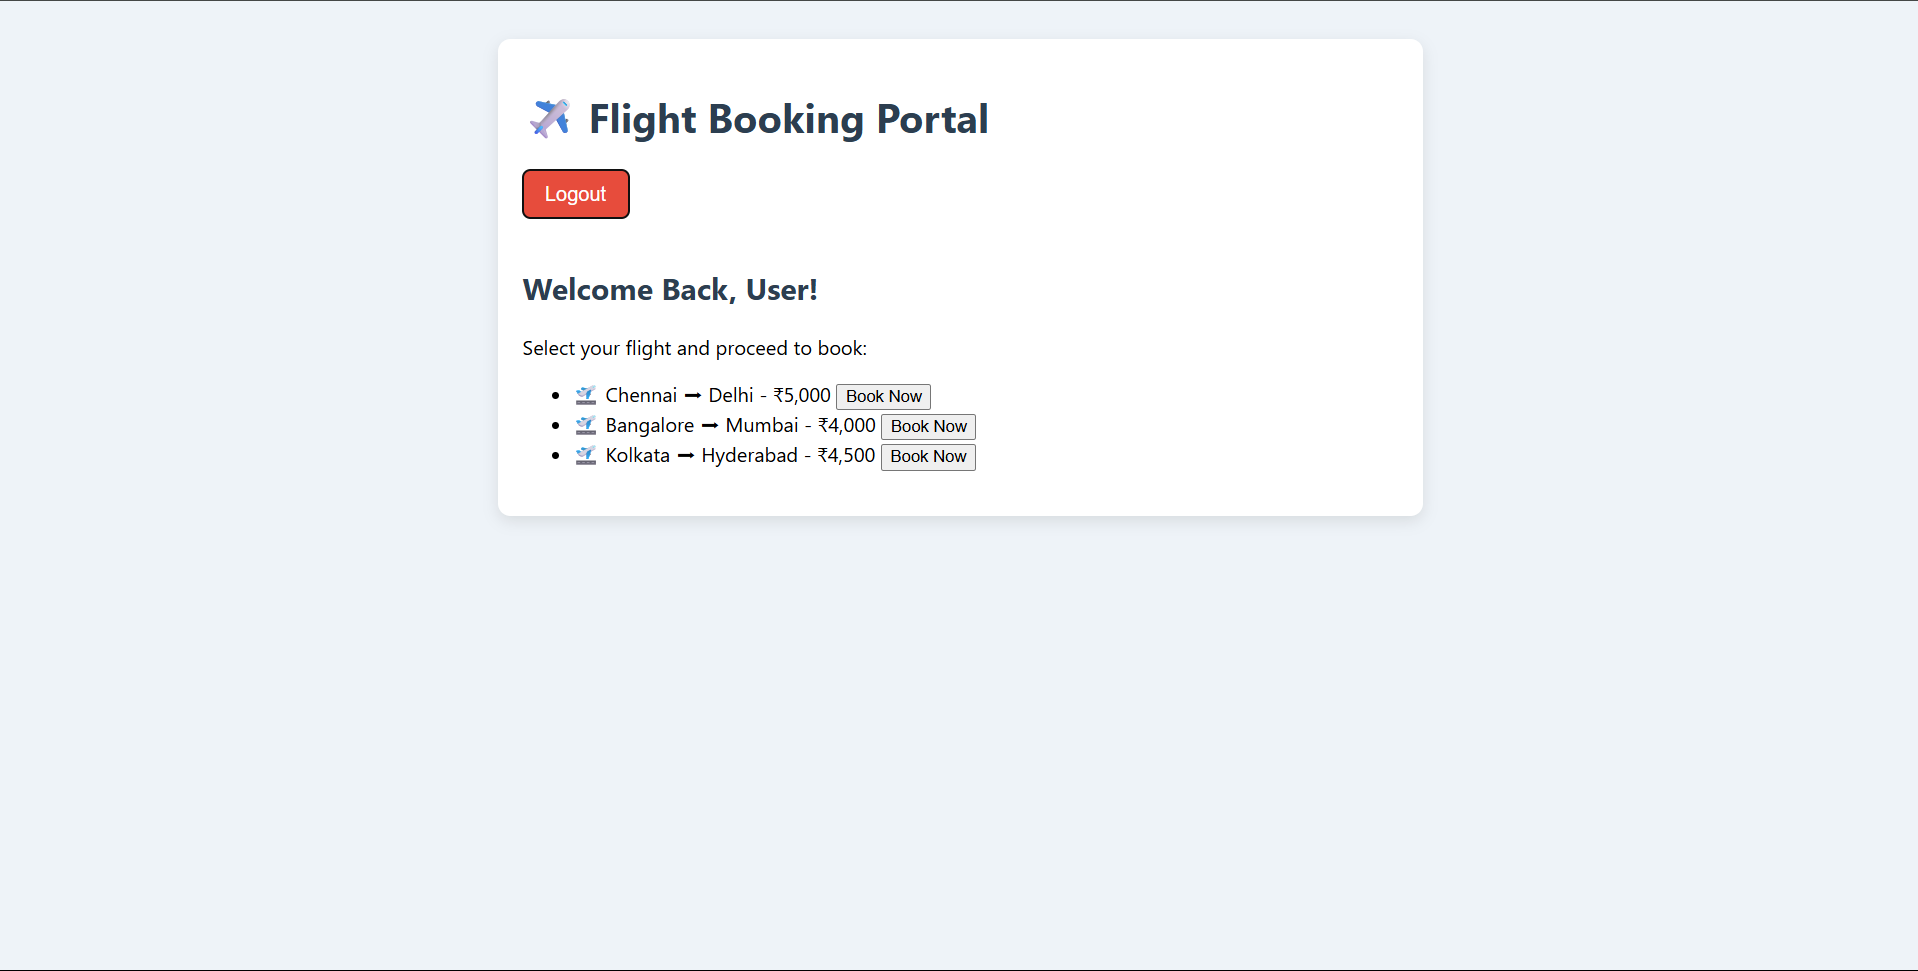 ✈️ Flight Booking Portal
Logout
Welcome Back, User!
Select your flight and proceed to book:
• 🛫 Chennai ➞ Delhi - ₹5,000 Book Now
• 🛫 Bangalore ➞ Mumbai - ₹4,000 Book Now
• 🛫 Kolkata ➞ Hyderabad - ₹4,500 Book Now